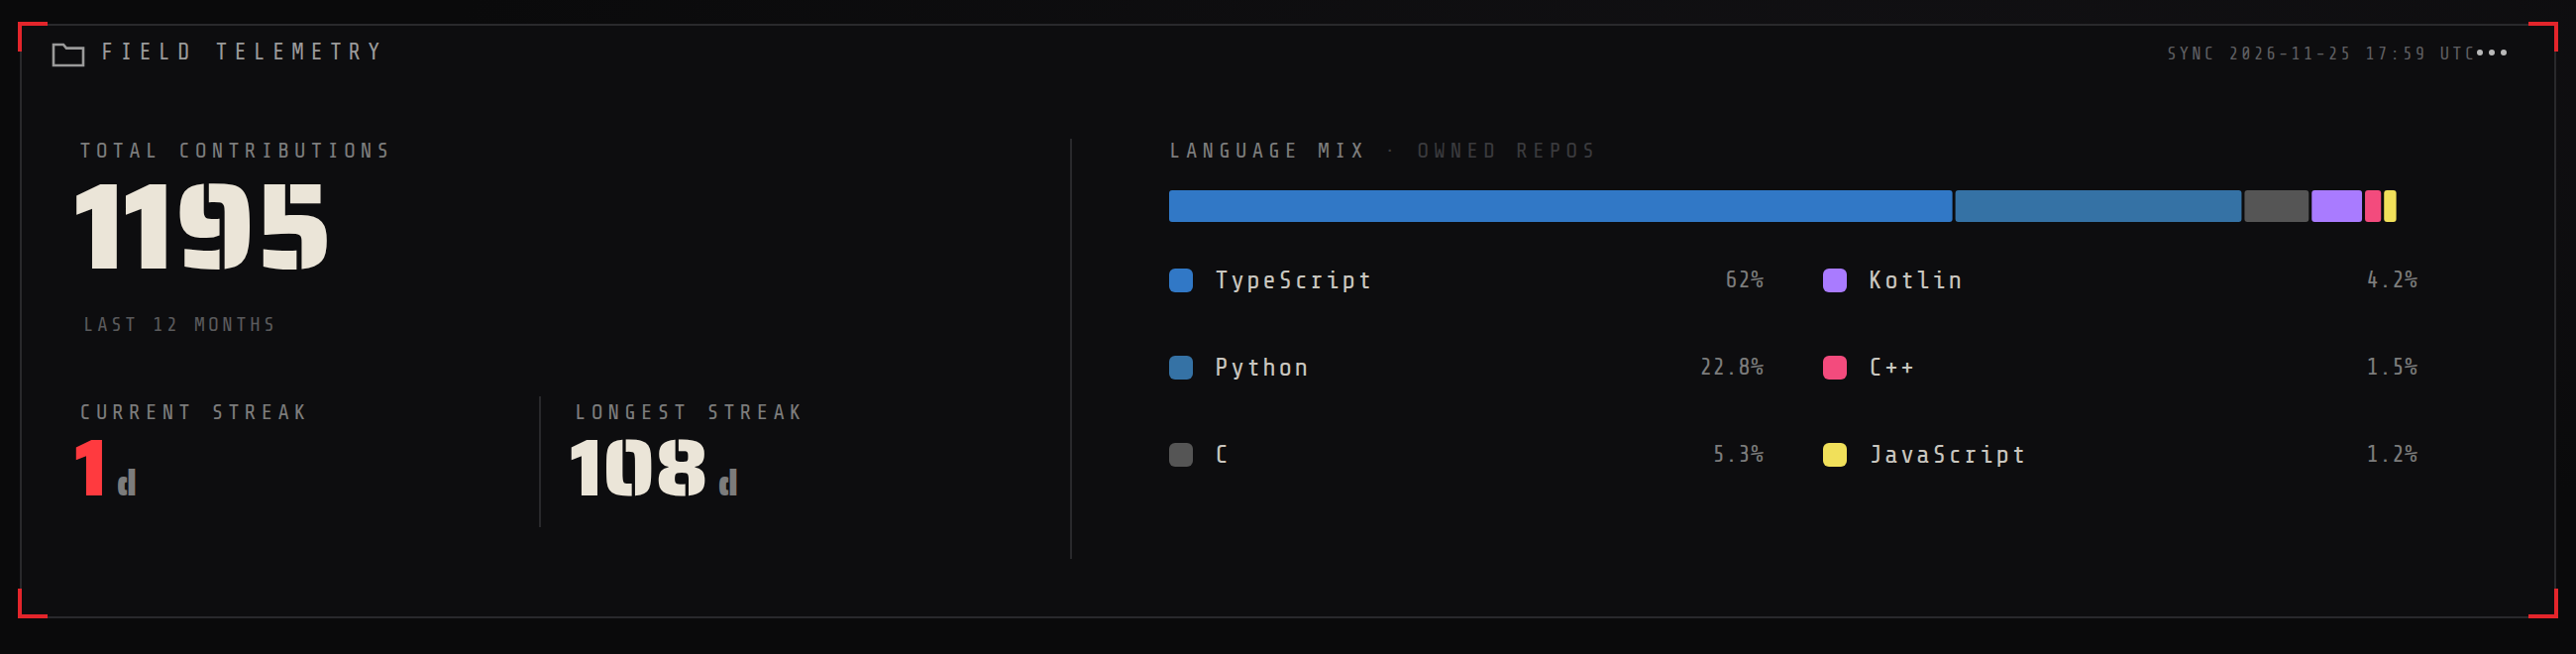 FIELD TELEMETRY
SYNC 2026-11-25 17:59 UTC
TOTAL CONTRIBUTIONS
1195
LAST 12 MONTHS
CURRENT STREAK
1 d
LONGEST STREAK
108 d
LANGUAGE MIX · OWNED REPOS
TypeScript 62%
Python 22.8%
C 5.3%
Kotlin 4.2%
C++ 1.5%
JavaScript 1.2%